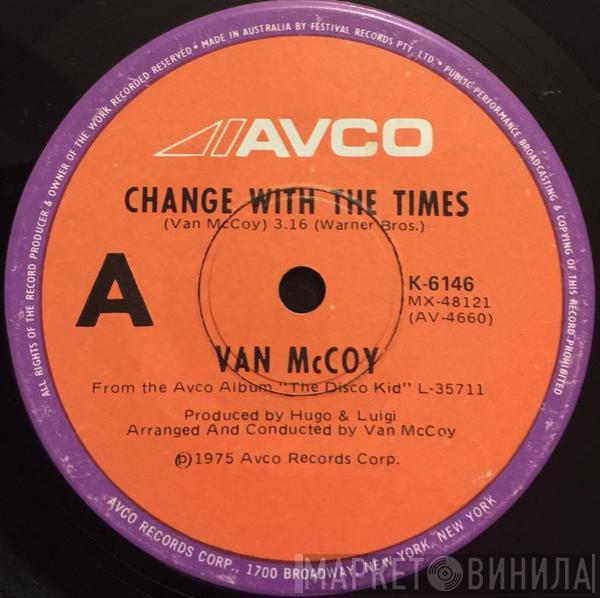 ALL RIGHTS OF THE RECORD PRODUCER & OWNER OF THE WORK RECORDED RESERVED • MADE IN AUSTRALIA BY FESTIVAL RECORDS PTY. LTD. • PUBLIC PERFORMANCE BROADCASTING & COPYING OF THIS RECORD PROHIBITED
AVCO
CHANGE WITH THE TIMES
(Van McCoy) 3.16 (Warner Bros.)
A
K-6146
MX-48121
(AV-4660)
VAN McCOY
From the Avco Album "The Disco Kid" L-35711
Produced by Hugo & Luigi
Arranged And Conducted by Van McCoy
℗1975 Avco Records Corp.
AVCO RECORDS CORP., 1700 BROADWAY, NEW YORK, NEW YORK
МАРКЕТ ВИНИЛА